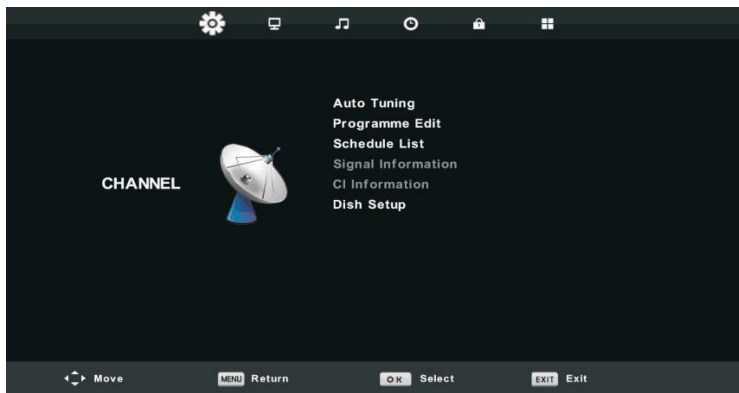 Auto Tuning
Programme Edit
Schedule List
Signal Information
CHANNEL
CI Information
Dish Setup
Move
MENU Return
OK Select
EXIT Exit